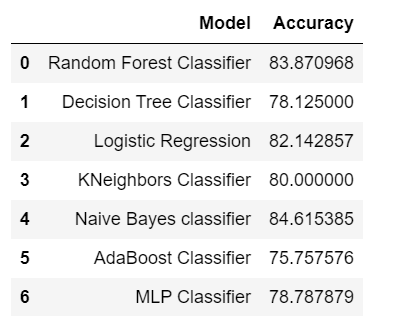 Model Accuracy
0 Random Forest Classifier 83.870968
1 Decision Tree Classifier 78.125000
2 Logistic Regression 82.142857
3 KNeighbors Classifier 80.000000
4 Naive Bayes classifier 84.615385
5 AdaBoost Classifier 75.757576
6 MLP Classifier 78.787879